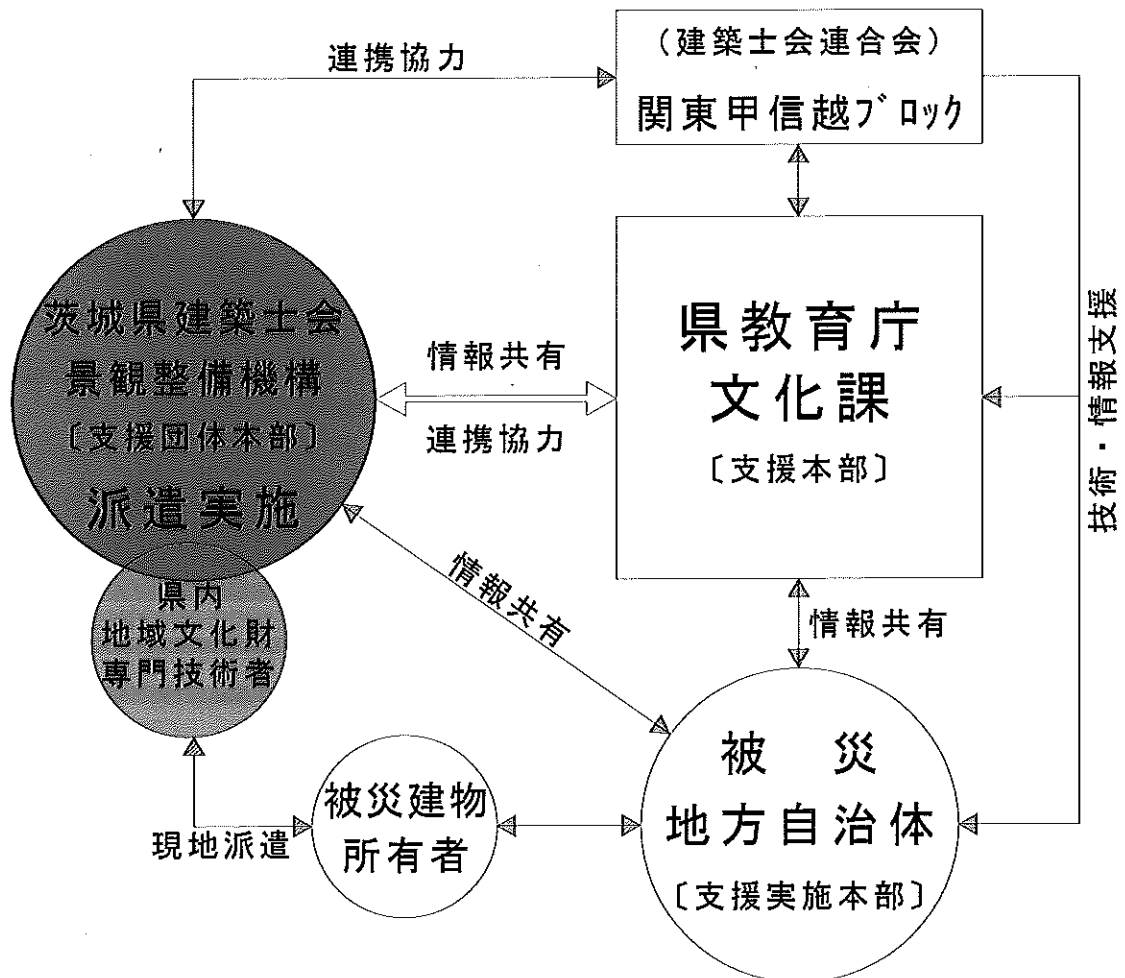 連携協力
（建築士会連合会）
関東甲信越ﾌﾞﾛｯｸ
茨城県建築士会
景観整備機構
〔支援団体本部〕
派遣実施
情報共有
連携協力
県教育庁
文化課
〔支援本部〕
技術・情報支援
県内
地域文化財
専門技術者
情報共有
情報共有
現地派遣
被災建物
所有者
被　災
地方自治体
〔支援実施本部〕